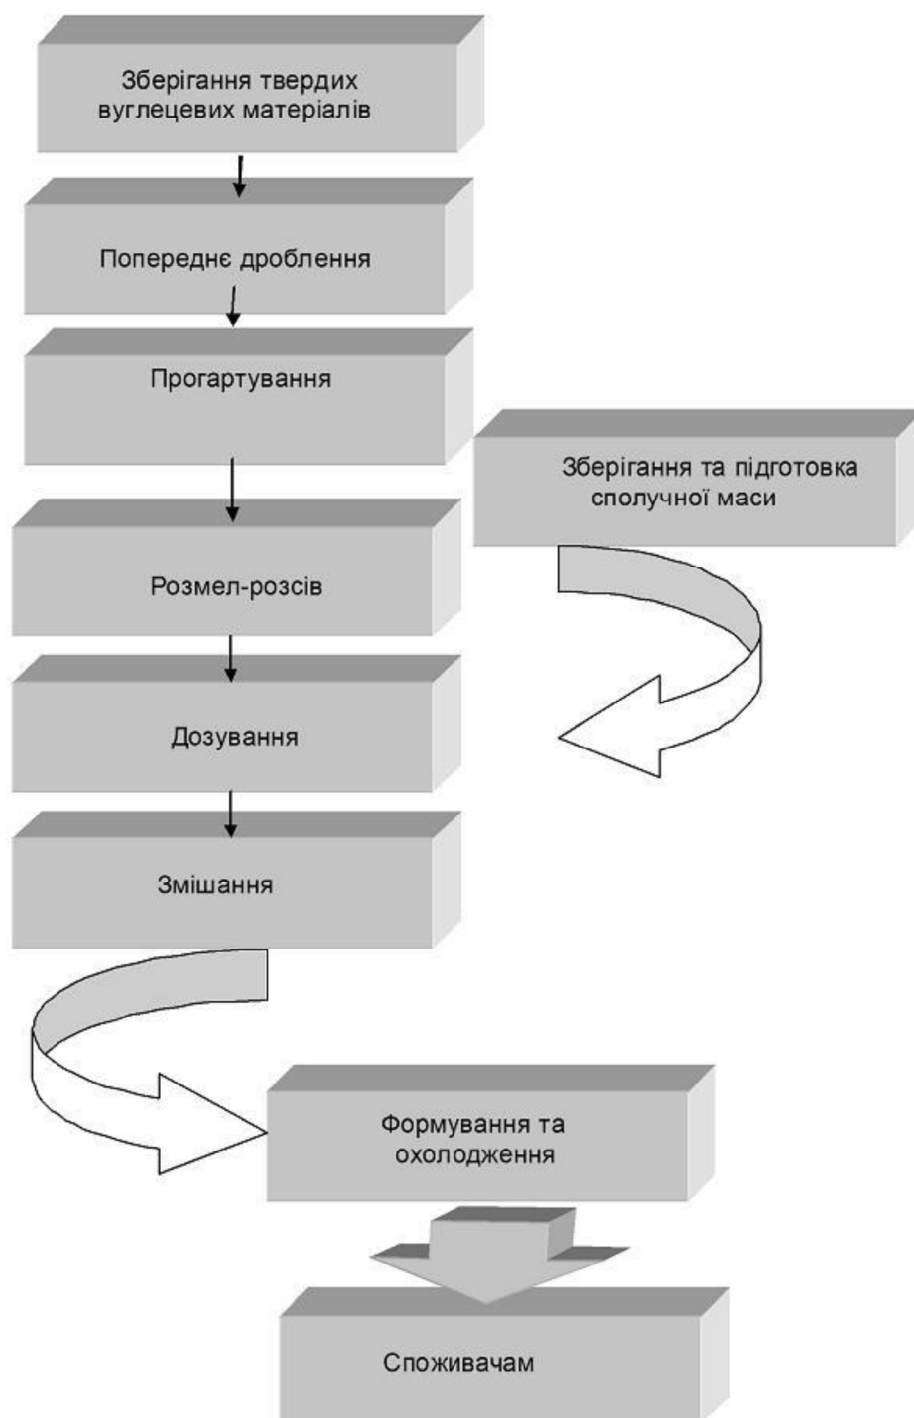 Зберігання твердих
вуглецевих матеріалів
Попереднє дроблення
Прогартування
Зберігання та підготовка
сполучної маси
Розмел-розсів
Дозування
Змішання
Формування та
охолодження
Споживачам